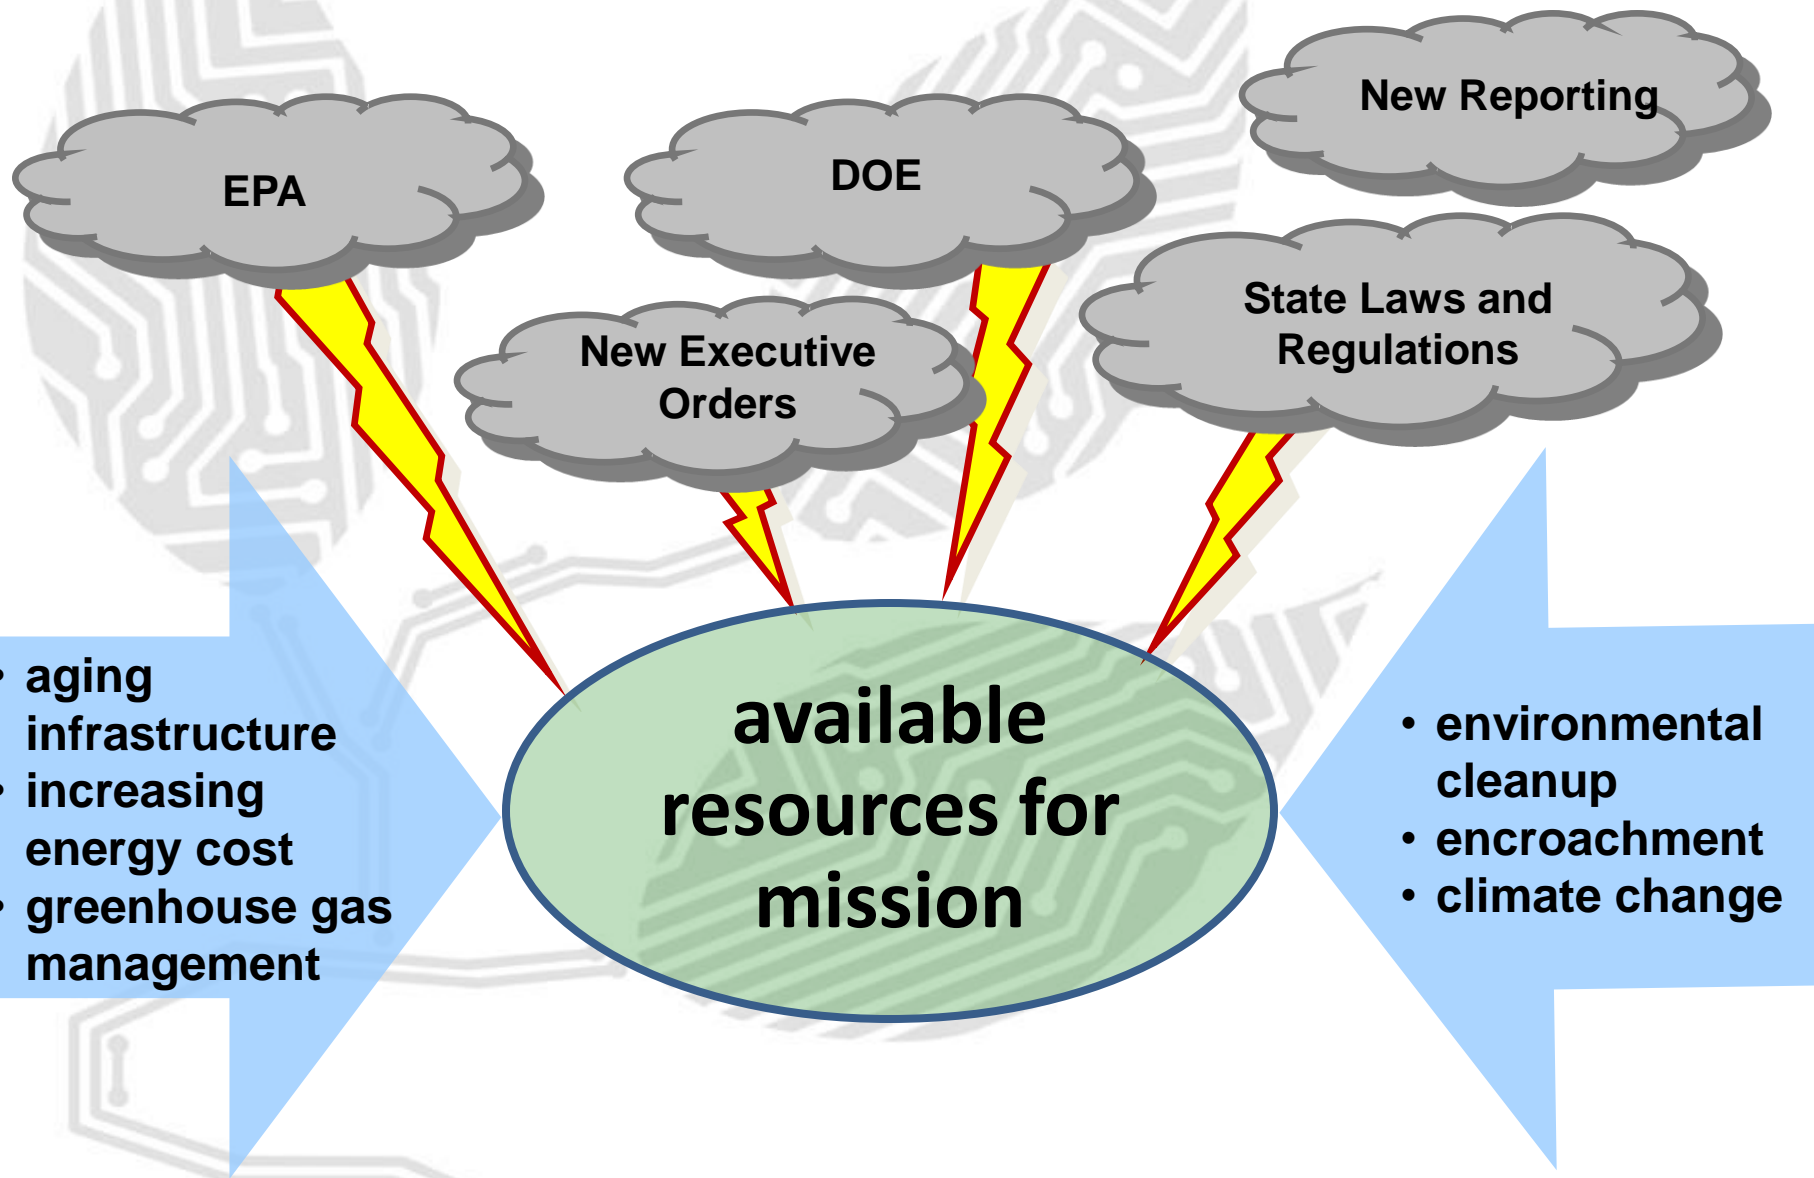 New Reporting
EPA
DOE
State Laws and
Regulations
New Executive
Orders
• aging
infrastructure
• increasing
energy cost
• greenhouse gas
management
available
resources for
mission
• environmental
cleanup
• encroachment
• climate change